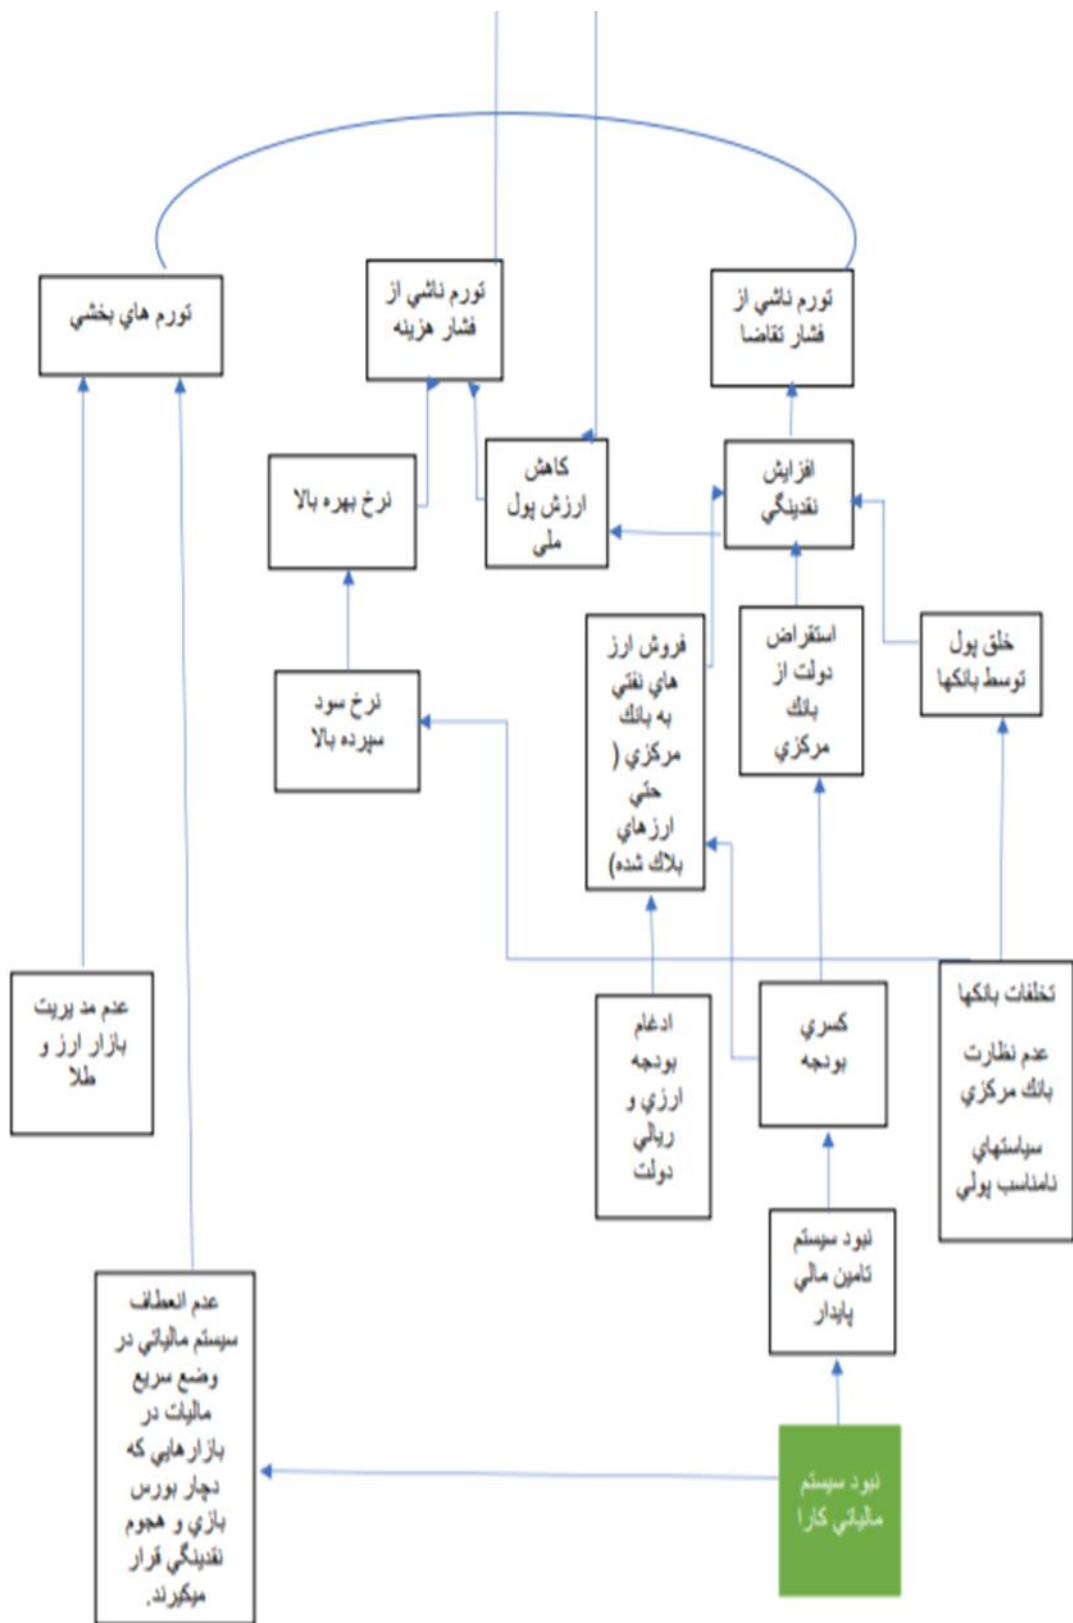 تورم ناشي از
فشار تقاضا
تورم ناشي از
فشار هزينه
تورم هاي بخشي
افزايش
نقدينگي
كاهش
ارزش پول
ملي
نرخ بهره بالا
خلق پول
توسط بانكها
استقراض
دولت از
بانك
مركزي
فروش ارز
هاي نفتي
به بانك
مركزي (
حتي
ارزهاي
بلاك شده)
نرخ سود
سپرده بالا
تخلفات بانكها
عدم نظارت
بانك مركزي
سياستهاي
نامناسب پولي
كسري
بودجه
ادغام
بودجه
ارزي و
ريالي
دولت
عدم مد يريت
بازار ارز و
طلا
نبود سيستم
تامين مالي
پايدار
عدم انعطاف
سيستم مالياتي در
وضع سريع
ماليات در
بازارهايي كه
دچار بورس
بازي و هجوم
نقدينگي قرار
ميگيرند.
نبود سيستم
مالياتي كارا